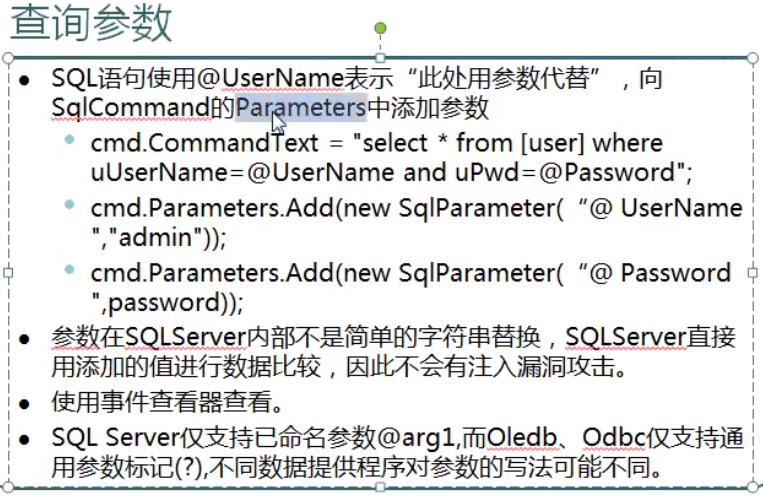 查询参数
SQL语句使用@UserName表示“此处用参数代替”，向
SqlCommand的Parameters中添加参数
cmd.CommandText = "select * from [user] where
uUserName=@UserName and uPwd=@Password";
cmd.Parameters.Add(new SqlParameter(“@ UserName
","admin"));
cmd.Parameters.Add(new SqlParameter(“@ Password
",password));
参数在SQLServer内部不是简单的字符串替换，SQLServer直接
用添加的值进行数据比较，因此不会有注入漏洞攻击。
使用事件查看器查看。
SQL Server仅支持已命名参数@arg1,而Oledb、Odbc仅支持通
用参数标记(?),不同数据提供程序对参数的写法可能不同。